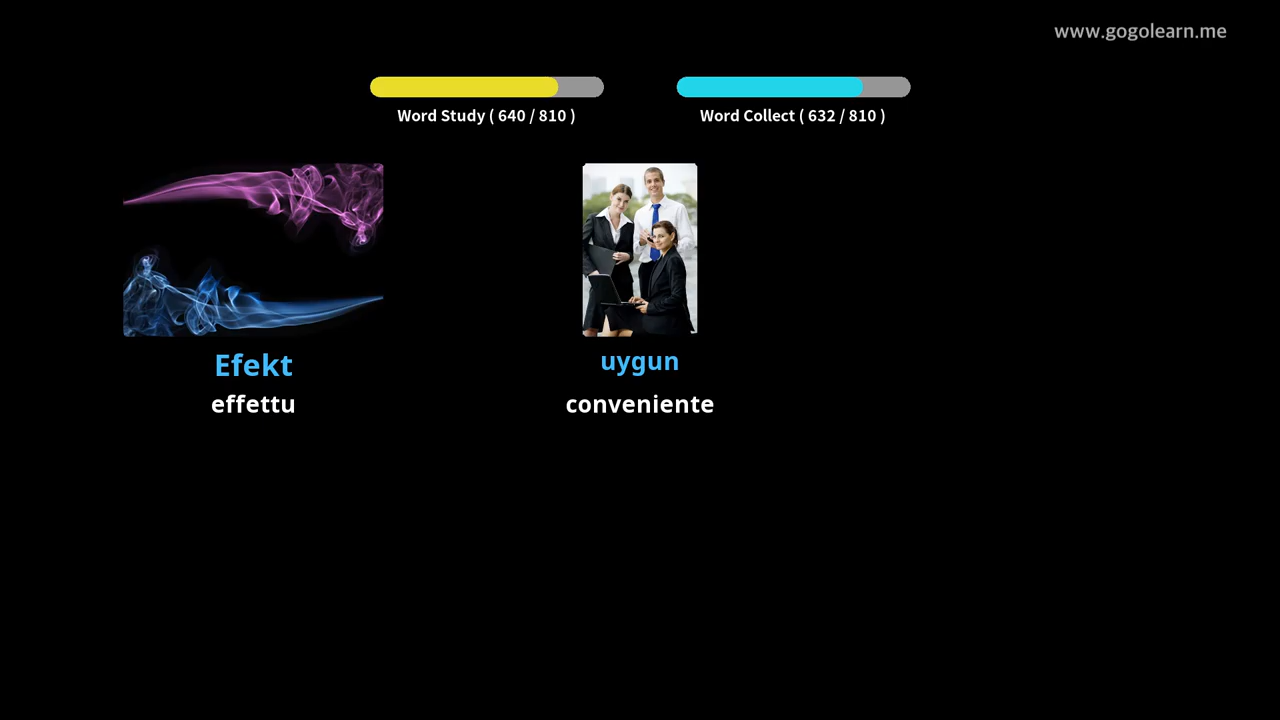 www.gogolearn.me
Word Study ( 640 / 810 )
Word Collect ( 632 / 810 )
Efekt
effettu
uygun
conveniente